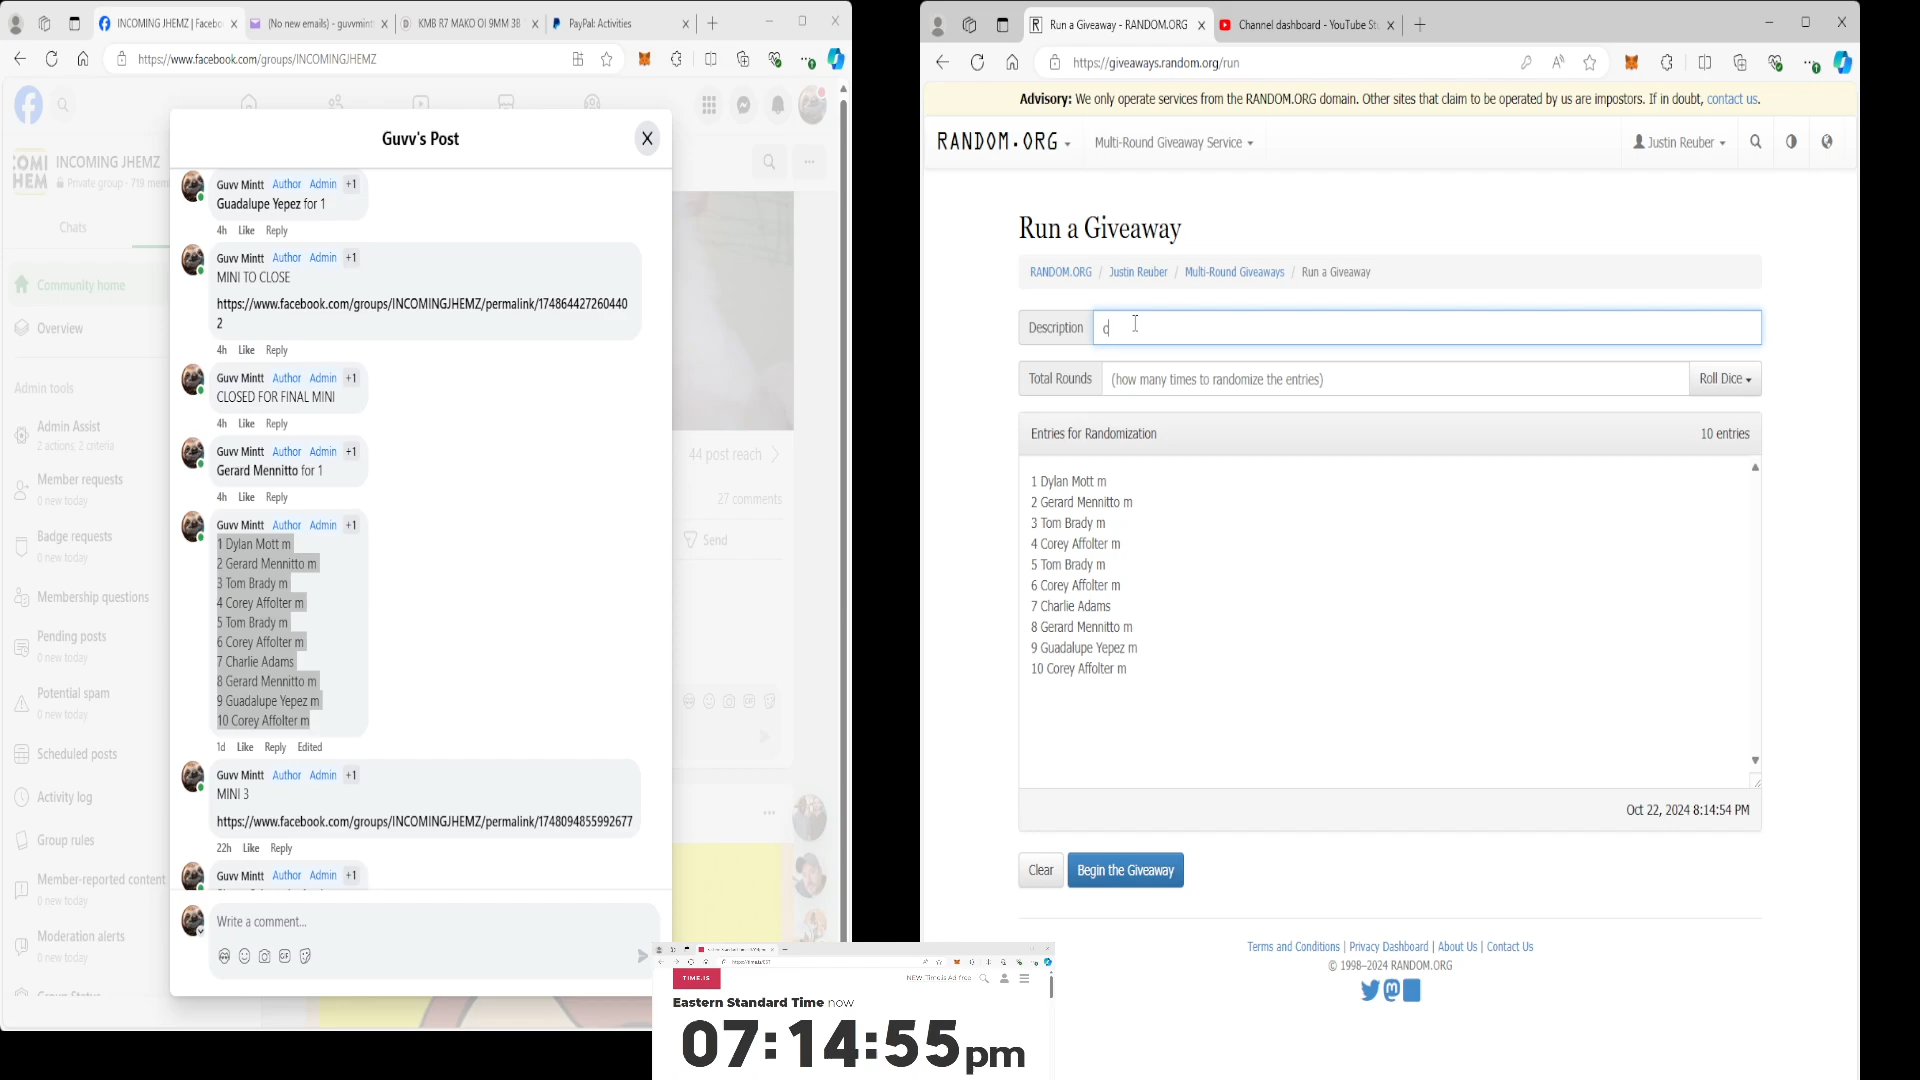 INCOMING JHEMZ | Facebo
(No new emails) - guvvmint
KMB R7 MAKO OI 9MM 3B
PayPal: Activities
https://www.facebook.com/groups/INCOMINGJHEMZ
INCOMING JHEMZ
Private group · 719 mem
Chats
Community home
Overview
Admin tools
Admin Assist
2 actions, 2 criteria
Member requests
0 new today
Badge requests
0 new today
Membership questions
Pending posts
0 new today
Potential spam
0 new today
Scheduled posts
Activity log
Group rules
Member-reported content
0 new today
Moderation alerts
0 new today
Group Status
Guvv's Post
X
Guvv Mintt Author Admin +1
Guadalupe Yepez for 1
4h Like Reply
Guvv Mintt Author Admin +1
MINI TO CLOSE
https://www.facebook.com/groups/INCOMINGJHEMZ/permalink/174864427260440
2
4h Like Reply
Guvv Mintt Author Admin +1
CLOSED FOR FINAL MINI
4h Like Reply
Guvv Mintt Author Admin +1
Gerard Mennitto for 1
4h Like Reply
Guvv Mintt Author Admin +1
1 Dylan Mott m
2 Gerard Mennitto m
3 Tom Brady m
4 Corey Affolter m
5 Tom Brady m
6 Corey Affolter m
7 Charlie Adams
8 Gerard Mennitto m
9 Guadalupe Yepez m
10 Corey Affolter m
1d Like Reply Edited
Guvv Mintt Author Admin +1
MINI 3
https://www.facebook.com/groups/INCOMINGJHEMZ/permalink/1748094855992677
22h Like Reply
Guvv Mintt Author Admin +1
Write a comment...
44 post reach
27 comments
Send
TIME.IS
NEW: Time.is Ad-free
Eastern Standard Time now
07:14:55pm
Run a Giveaway - RANDOM.ORG
Channel dashboard - YouTube St
https://giveaways.random.org/run
Advisory: We only operate services from the RANDOM.ORG domain. Other sites that claim to be operated by us are impostors. If in doubt, contact us.
RANDOM.ORG
Multi-Round Giveaway Service
Justin Reuber
Run a Giveaway
RANDOM.ORG / Justin Reuber / Multi-Round Giveaways / Run a Giveaway
Description c
Total Rounds (how many times to randomize the entries) Roll Dice
Entries for Randomization 10 entries
1 Dylan Mott m
2 Gerard Mennitto m
3 Tom Brady m
4 Corey Affolter m
5 Tom Brady m
6 Corey Affolter m
7 Charlie Adams
8 Gerard Mennitto m
9 Guadalupe Yepez m
10 Corey Affolter m
Oct 22, 2024 8:14:54 PM
Clear Begin the Giveaway
Terms and Conditions | Privacy Dashboard | About Us | Contact Us
© 1998–2024 RANDOM.ORG